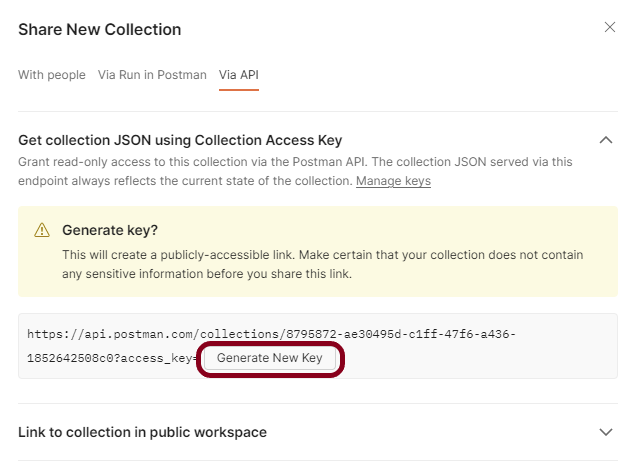 Share New Collection
With people Via Run in Postman Via API
Get collection JSON using Collection Access Key
Grant read-only access to this collection via the Postman API. The collection JSON served via this
endpoint always reflects the current state of the collection. Manage keys
Generate key?
This will create a publicly-accessible link. Make certain that your collection does not contain
any sensitive information before you share this link.
https://api.postman.com/collections/8795872-ae30495d-c1ff-47f6-a436-
1852642508c0?access_key= Generate New Key
Link to collection in public workspace